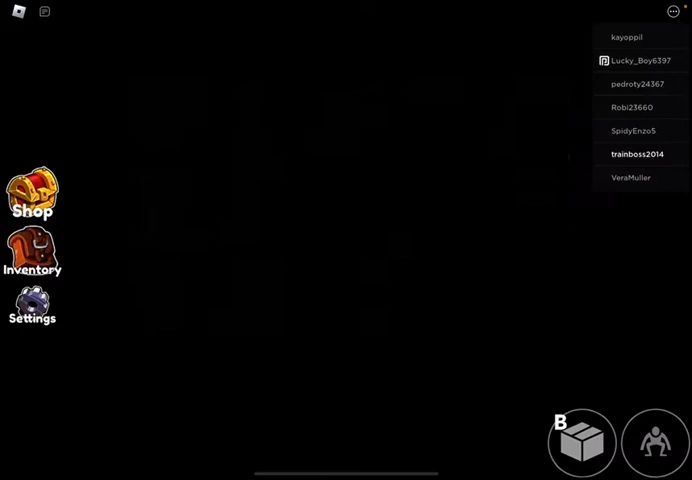 kayoppil
Lucky_Boy6397
pedroty24367
Robi23660
SpidyEnzo5
trainboss2014
VeraMuller
Shop
Inventory
Settings
B